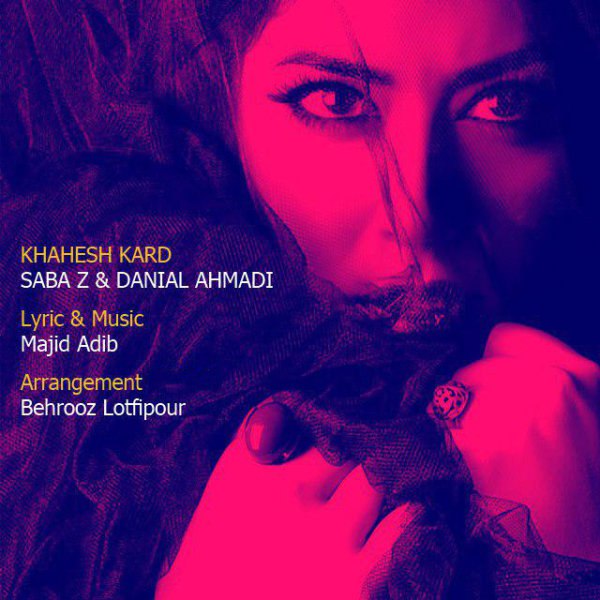 KHAHESH KARD
SABA Z & DANIAL AHMADI
Lyric & Music
Majid Adib
Arrangement
Behrooz Lotfipour